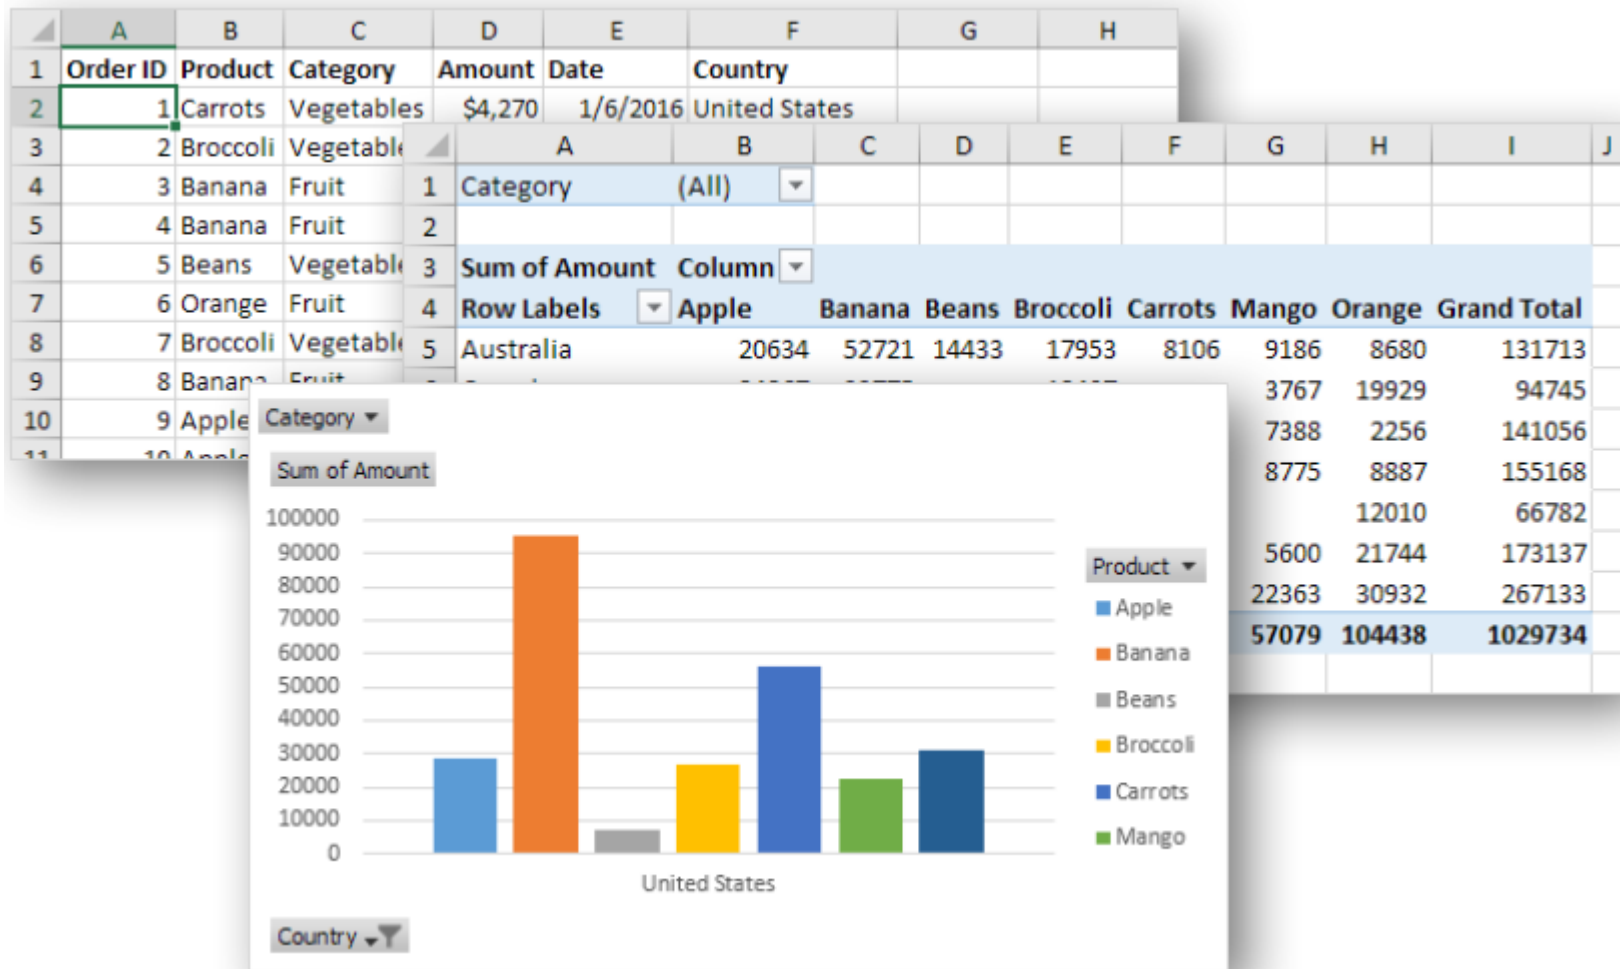 A B C D E F G H
1 Order ID Product Category Amount Date Country
2 1 Carrots Vegetables $4,270 1/6/2016 United States
3 2 Broccoli
4 3 Banana Fruit
5 4 Banana Fruit
6 5 Beans
7 6 Orange Fruit
8 7 Broccoli
9 8
10 9 Apple
A B C D E F G H I J
1 Category (All)
2
3 Sum of Amount Column
4 Row Labels Apple Banana Beans Broccoli Carrots Mango Orange Grand Total
5 Australia 20634 52721 14433 17953 8106 9186 8680 131713
3767 19929 94745
7388 2256 141056
8775 8887 155168
12010 66782
5600 21744 173137
22363 30932 267133
57079 104438 1029734
Category
Sum of Amount
100000
90000
80000
70000
60000
50000
40000
30000
20000
10000
0
United States
Product
Apple
Banana
Beans
Broccoli
Carrots
Mango
Country